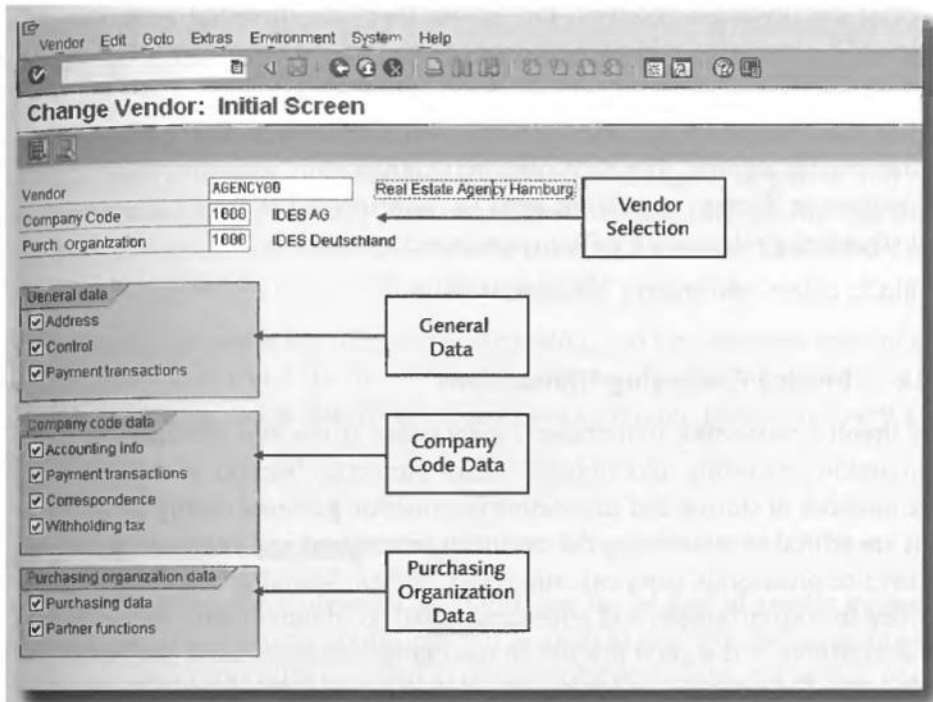 Vendor Edit Goto Extras Environment System Help
Change Vendor: Initial Screen
Vendor AGENCY00 Real Estate Agency Hamburg
Company Code 1000 IDES AG
Purch. Organization 1000 IDES Deutschland
Vendor
Selection
General data
Address
Control
Payment transactions
General
Data
Company code data
Accounting info
Payment transactions
Correspondence
Withholding tax
Company
Code Data
Purchasing organization data
Purchasing data
Partner functions
Purchasing
Organization
Data